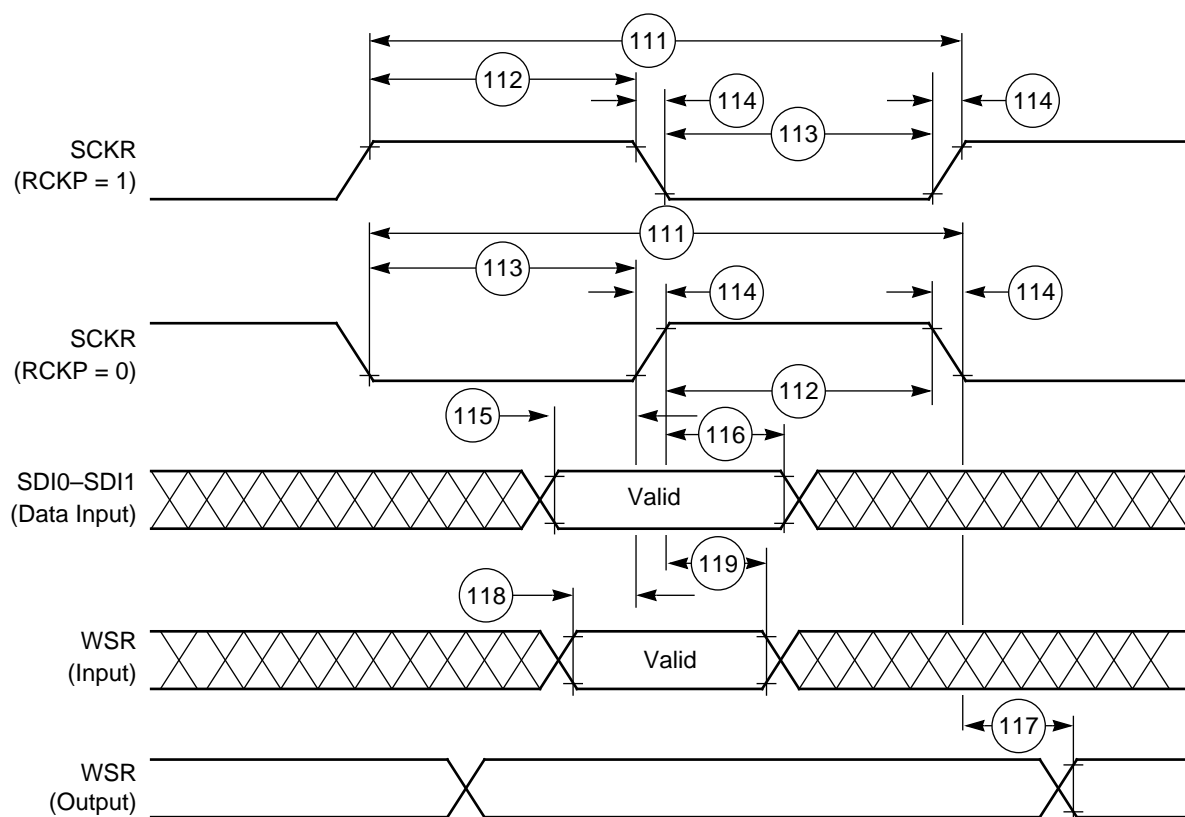 111
112
114
114
113
SCKR
(RCKP = 1)
111
113
114
114
SCKR
(RCKP = 0)
112
115
116
SDI0–SDI1
(Data Input)
Valid
119
118
WSR
(Input)
Valid
117
WSR
(Output)